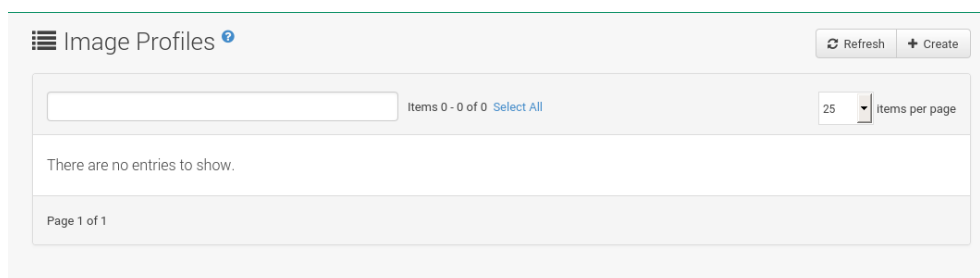 Image Profiles ?
Refresh
Create
Items 0 - 0 of 0 Select All
25 items per page
There are no entries to show.
Page 1 of 1